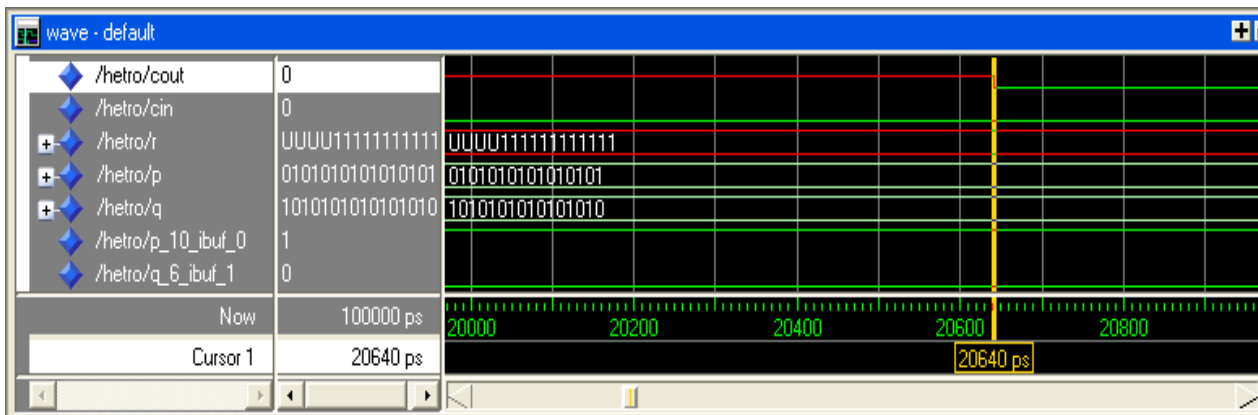 wave - default
/hetro/cout 0
/hetro/cin 0
/hetro/r UUUU111111111111 UUUU111111111111
/hetro/p 0101010101010101 0101010101010101
/hetro/q 1010101010101010 1010101010101010
/hetro/p_10_ibuf_0 1
/hetro/q_6_ibuf_1 0
Now 100000 ps 20000 20200 20400 20600 20800
Cursor 1 20640 ps 20640 ps